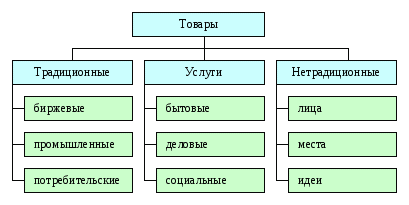 Товары
Традиционные
Услуги
Нетрадиционные
биржевые
бытовые
лица
промышленные
деловые
места
потребительские
социальные
идеи